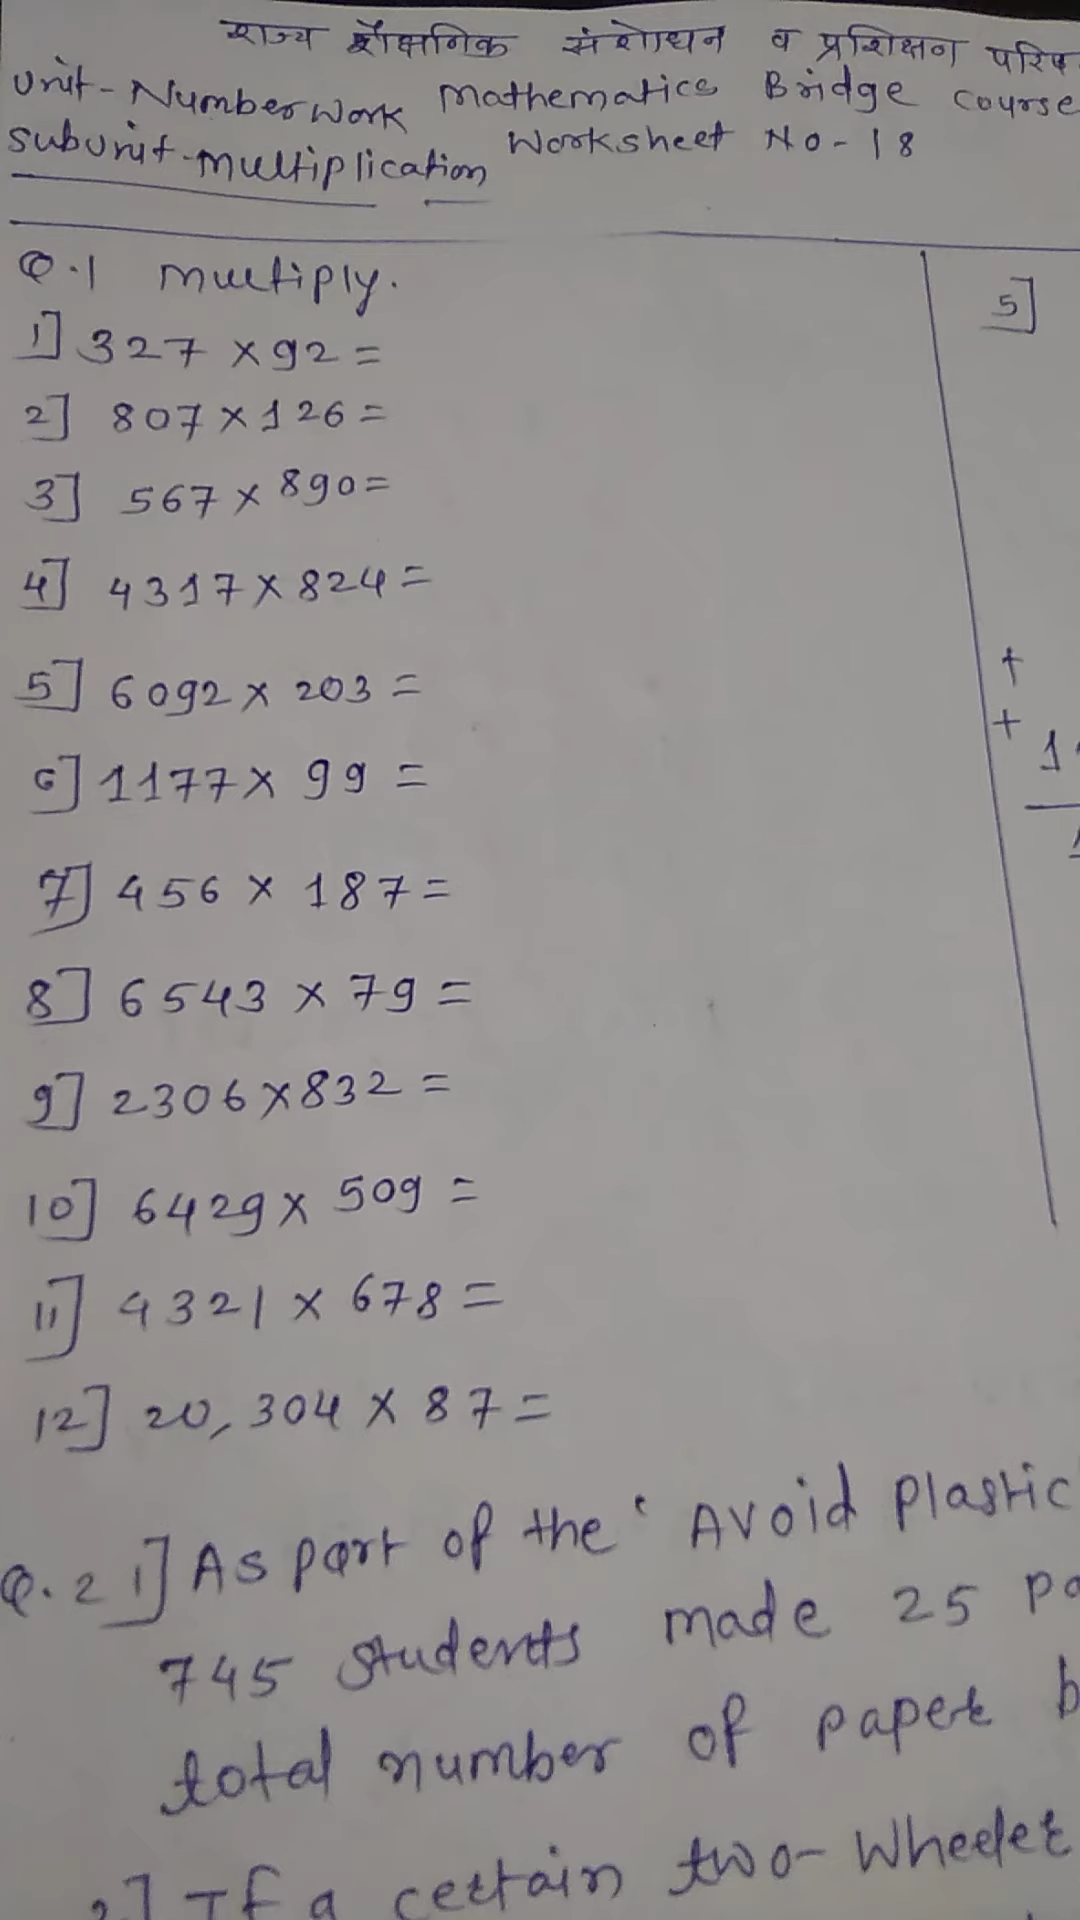 राज्य शैक्षणिक संशोधन व प्रशिक्षण
Unit - Number work Mathematics Bridge course
Subunit - multiplication Worksheet No - 18
Q.1 multiply.
1] 327 × 92 =
2] 807 × 126 =
3] 567 × 890 =
4] 4317 × 824 =
5] 6092 × 203 =
6] 1177 × 99 =
7] 456 × 187 =
8] 6543 × 79 =
9] 2306 × 832 =
10] 6429 × 509 =
11] 4321 × 678 =
12] 20,304 × 87 =
5]
+
+
Q.2 1] As part of the ' Avoid plastic
745 students made 25
total number of paper
2] If a certain two-wheeler